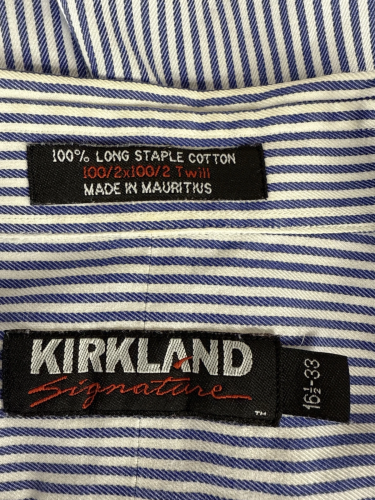 100% LONG STAPLE COTTON
100/2x100/2 Twill
MADE IN MAURITIUS
KIRKLAND
Signature
TM
16½-33